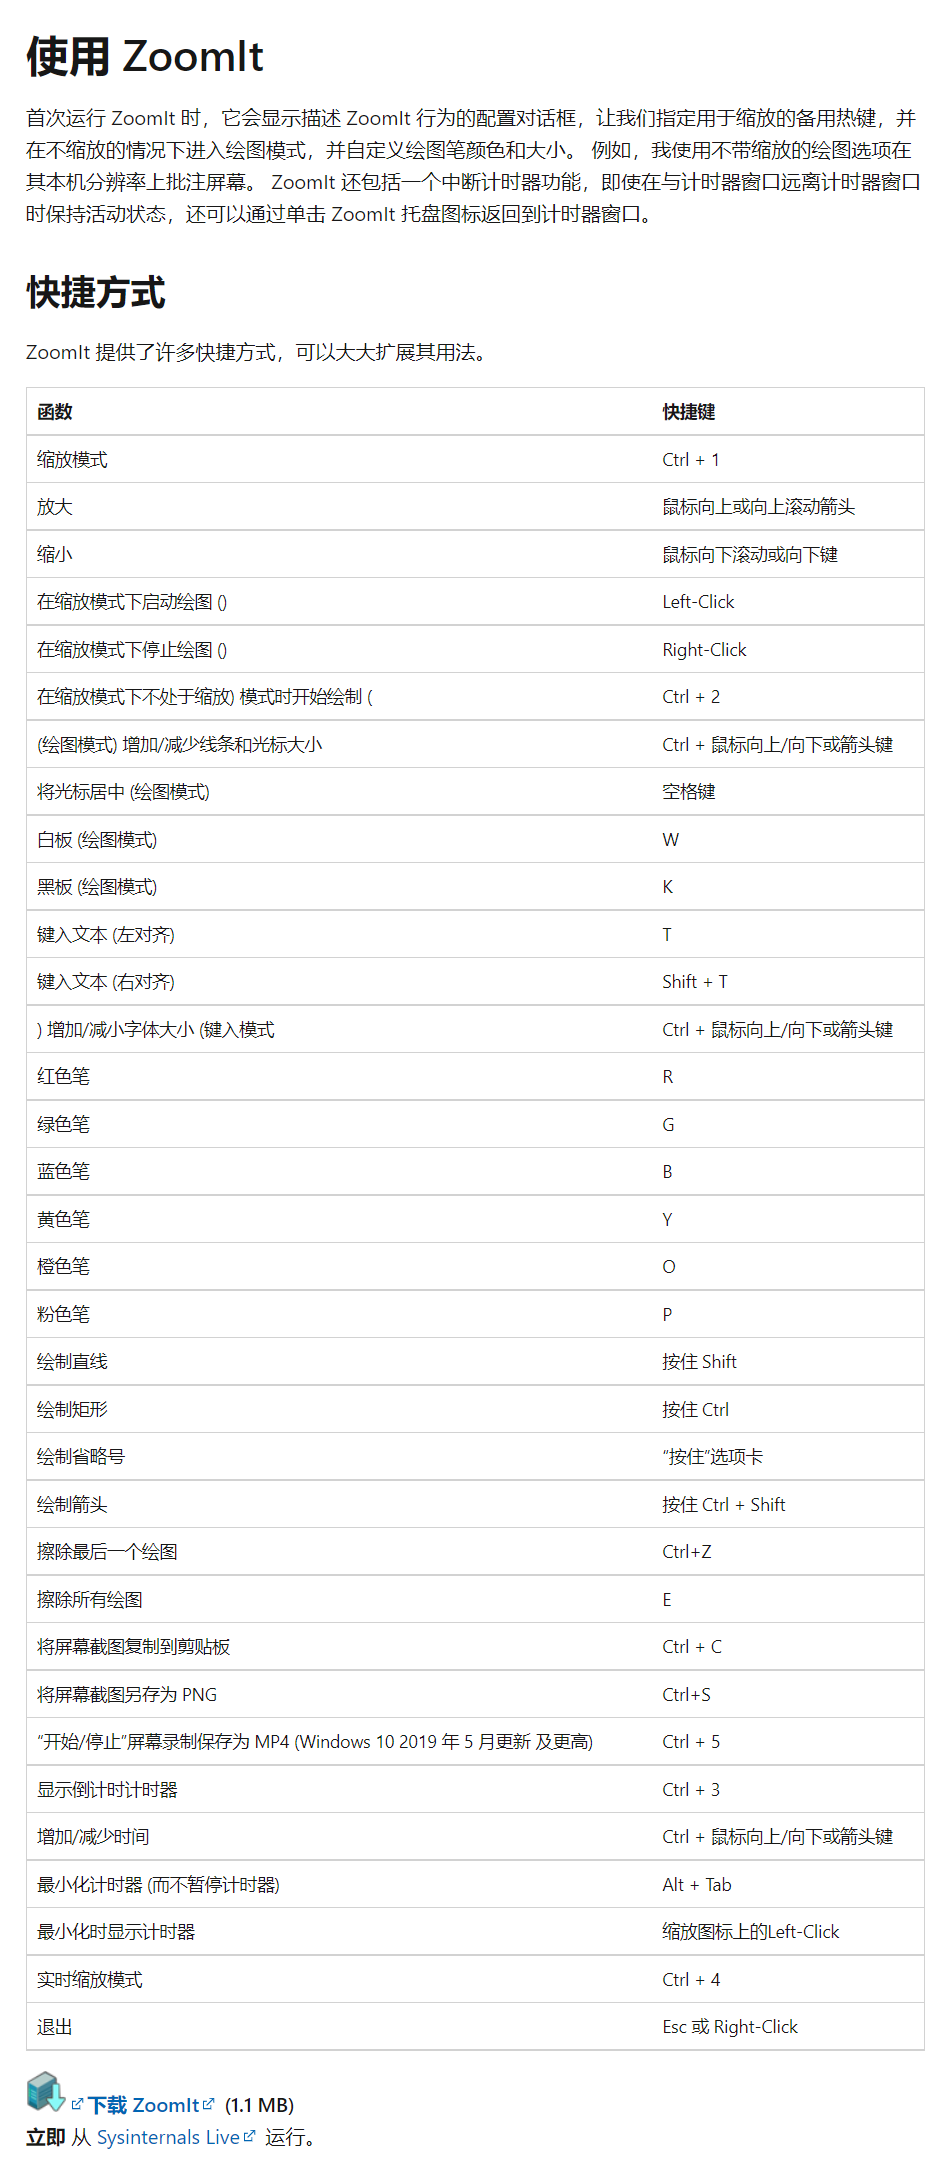 使用 ZoomIt
首次运行 ZoomIt 时，它会显示描述 ZoomIt 行为的配置对话框，让我们指定用于缩放的备用热键，并
在不缩放的情况下进入绘图模式，并自定义绘图笔颜色和大小。 例如，我使用不带缩放的绘图选项在
其本机分辨率上批注屏幕。 ZoomIt 还包括一个中断计时器功能，即使在与计时器窗口远离计时器窗口
时保持活动状态，还可以通过单击 ZoomIt 托盘图标返回到计时器窗口。
快捷方式
ZoomIt 提供了许多快捷方式，可以大大扩展其用法。
函数 快捷键
缩放模式 Ctrl + 1
放大 鼠标向上或向上滚动箭头
缩小 鼠标向下滚动或向下键
在缩放模式下启动绘图 () Left-Click
在缩放模式下停止绘图 () Right-Click
在缩放模式下不处于缩放) 模式时开始绘制 ( Ctrl + 2
(绘图模式) 增加/减少线条和光标大小 Ctrl + 鼠标向上/向下或箭头键
将光标居中 (绘图模式) 空格键
白板 (绘图模式) W
黑板 (绘图模式) K
键入文本 (左对齐) T
键入文本 (右对齐) Shift + T
) 增加/减小字体大小 (键入模式 Ctrl + 鼠标向上/向下或箭头键
红色笔 R
绿色笔 G
蓝色笔 B
黄色笔 Y
橙色笔 O
粉色笔 P
绘制直线 按住 Shift
绘制矩形 按住 Ctrl
绘制省略号 “按住”选项卡
绘制箭头 按住 Ctrl + Shift
擦除最后一个绘图 Ctrl+Z
擦除所有绘图 E
将屏幕截图复制到剪贴板 Ctrl + C
将屏幕截图另存为 PNG Ctrl+S
“开始/停止”屏幕录制保存为 MP4 (Windows 10 2019 年 5 月更新 及更高) Ctrl + 5
显示倒计时计时器 Ctrl + 3
增加/减少时间 Ctrl + 鼠标向上/向下或箭头键
最小化计时器 (而不暂停计时器) Alt + Tab
最小化时显示计时器 缩放图标上的Left-Click
实时缩放模式 Ctrl + 4
退出 Esc 或 Right-Click
下载 ZoomIt (1.1 MB)
立即 从 Sysinternals Live 运行。